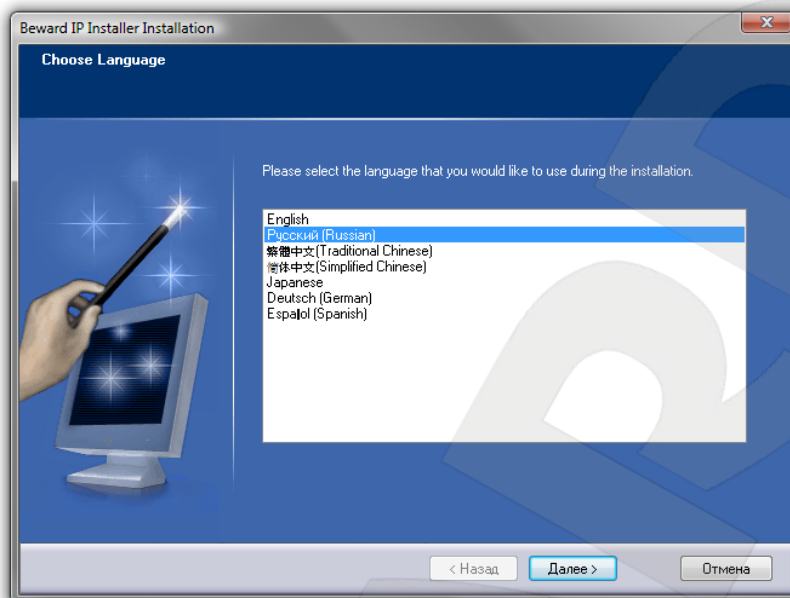 Beward IP Installer Installation
Choose Language
Please select the language that you would like to use during the installation.
English
Русский (Russian)
繁體中文(Traditional Chinese)
简体中文(Simplified Chinese)
Japanese
Deutsch (German)
Espaլol (Spanish)
< Назад
Далее >
Отмена